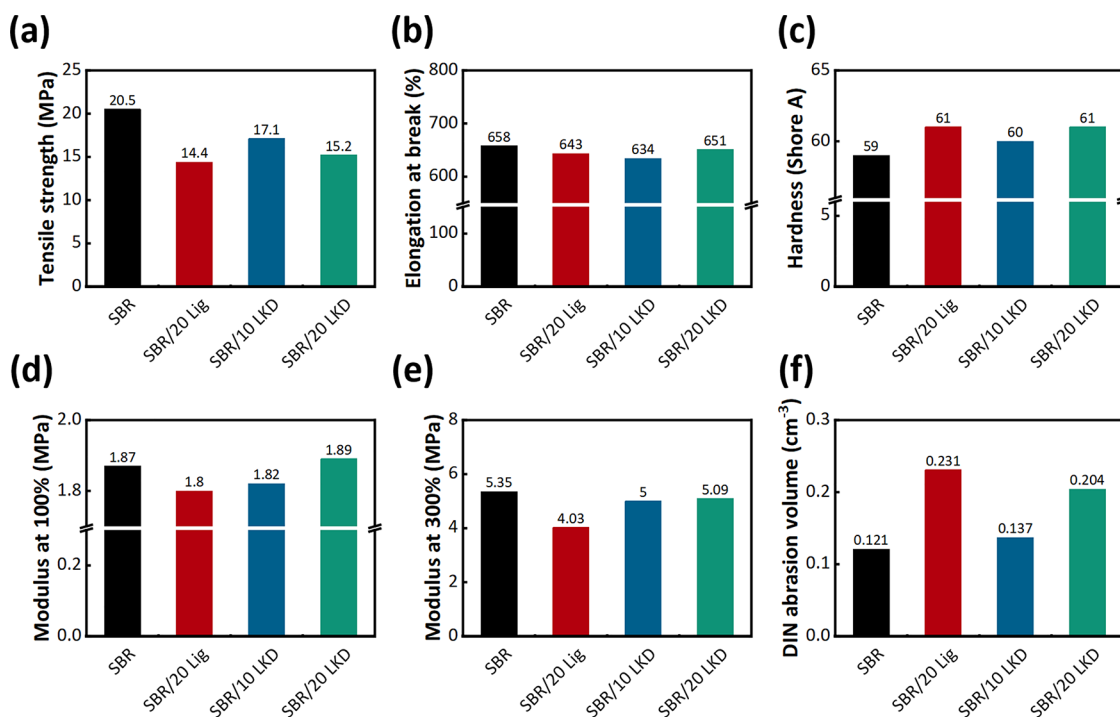 (a)
Tensile strength (MPa)
25
20
15
10
5
0
20.5
14.4
17.1
15.2
SBR
SBR/20 Lig
SBR/10 LKD
SBR/20 LKD
(b)
Elongation at break (%)
800
700
600
100
0
658
643
634
651
SBR
SBR/20 Lig
SBR/10 LKD
SBR/20 LKD
(c)
Hardness (Shore A)
65
60
5
0
59
61
60
61
SBR
SBR/20 Lig
SBR/10 LKD
SBR/20 LKD
(d)
Modulus at 100% (MPa)
2.0
1.8
0.2
0.0
1.87
1.8
1.82
1.89
SBR
SBR/20 Lig
SBR/10 LKD
SBR/20 LKD
(e)
Modulus at 300% (MPa)
8
6
4
2
0
5.35
4.03
5
5.09
SBR
SBR/20 Lig
SBR/10 LKD
SBR/20 LKD
(f)
DIN abrasion volume (cm⁻³)
0.3
0.2
0.1
0.0
0.121
0.231
0.137
0.204
SBR
SBR/20 Lig
SBR/10 LKD
SBR/20 LKD